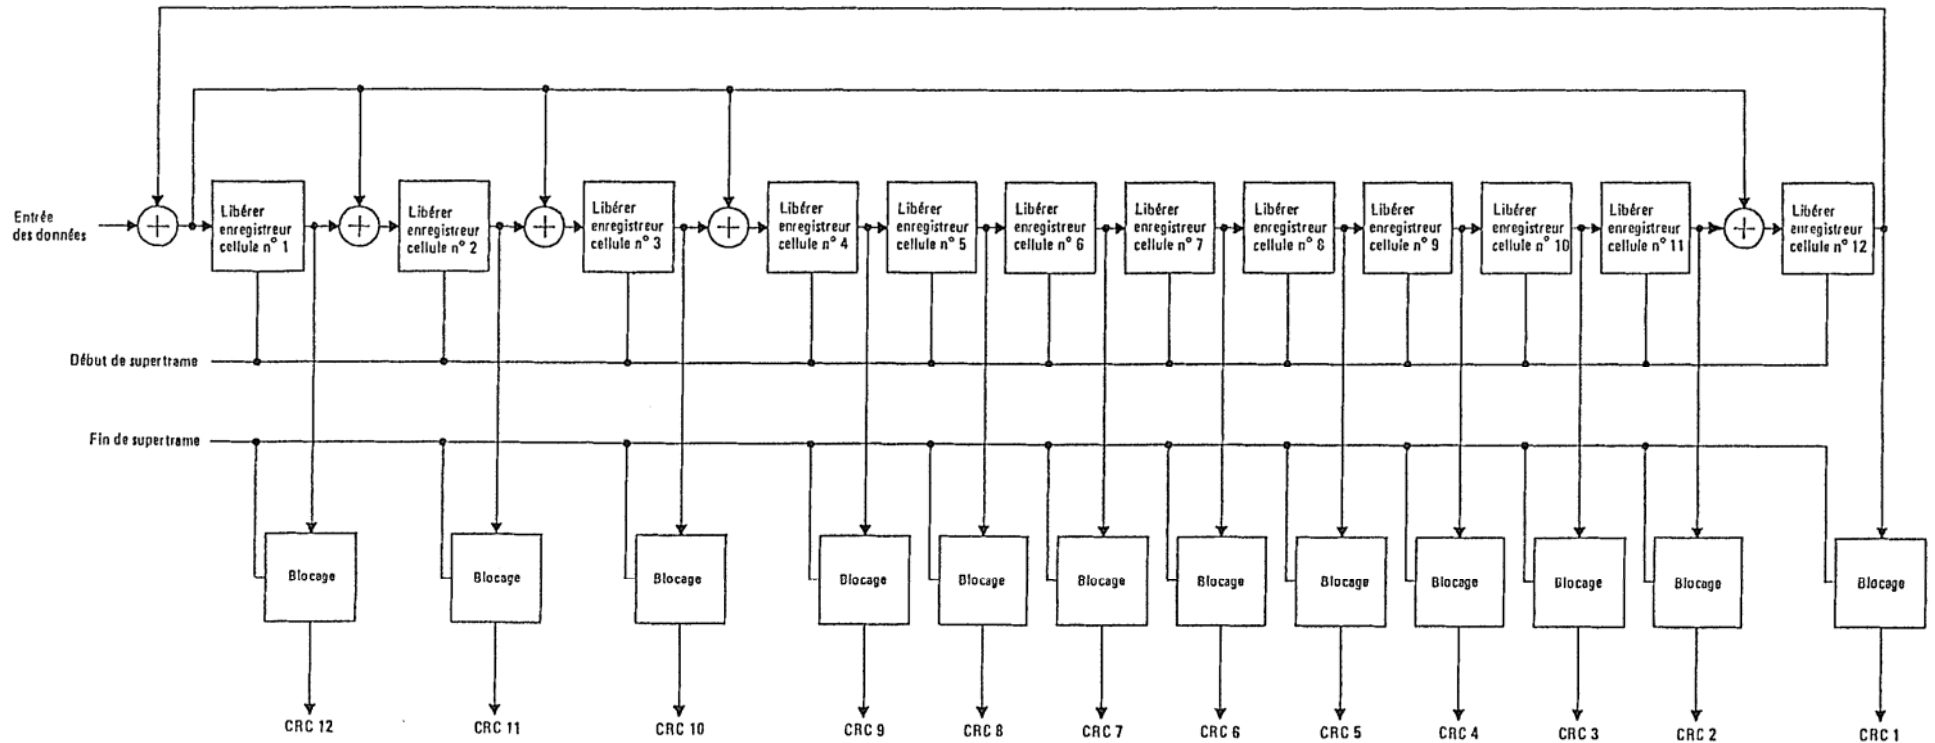 Entrée
des données
Libérer
enregistreur
cellule n° 1
Libérer
enregistreur
cellule n° 2
Libérer
enregistreur
cellule n° 3
Libérer
enregistreur
cellule n° 4
Libérer
enregistreur
cellule n° 5
Libérer
enregistreur
cellule n° 6
Libérer
enregistreur
cellule n° 7
Libérer
enregistreur
cellule n° 8
Libérer
enregistreur
cellule n° 9
Libérer
enregistreur
cellule n° 10
Libérer
enregistreur
cellule n° 11
Libérer
enregistreur
cellule n° 12
Début de supertrame
Fin de supertrame
Blocage
Blocage
Blocage
Blocage
Blocage
Blocage
Blocage
Blocage
Blocage
Blocage
Blocage
Blocage
CRC 12
CRC 11
CRC 10
CRC 9
CRC 8
CRC 7
CRC 6
CRC 5
CRC 4
CRC 3
CRC 2
CRC 1